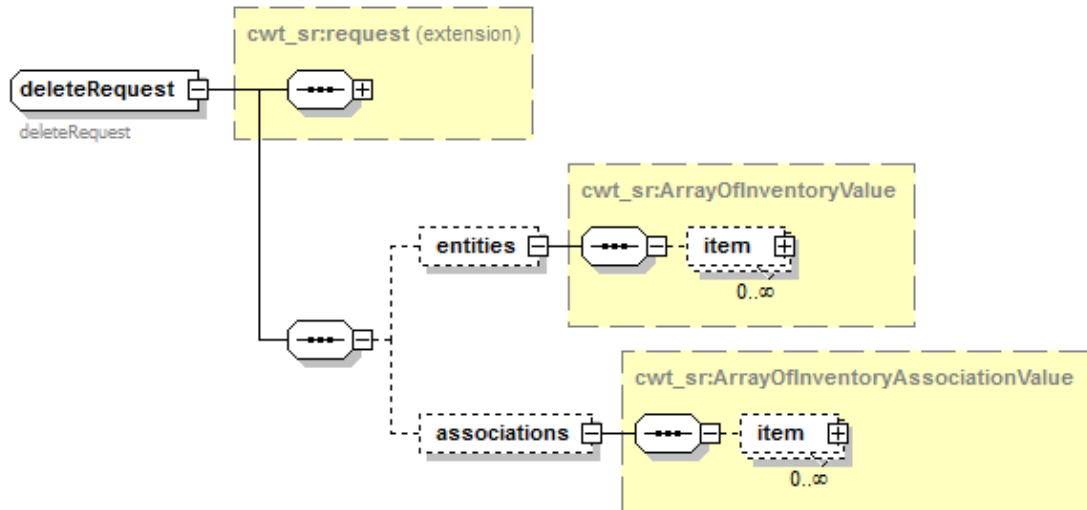 cwt_sr:request (extension)
deleteRequest
deleteRequest
cwt_sr:ArrayOfInventoryValue
entities
item
0..∞
cwt_sr:ArrayOfInventoryAssociationValue
associations
item
0..∞